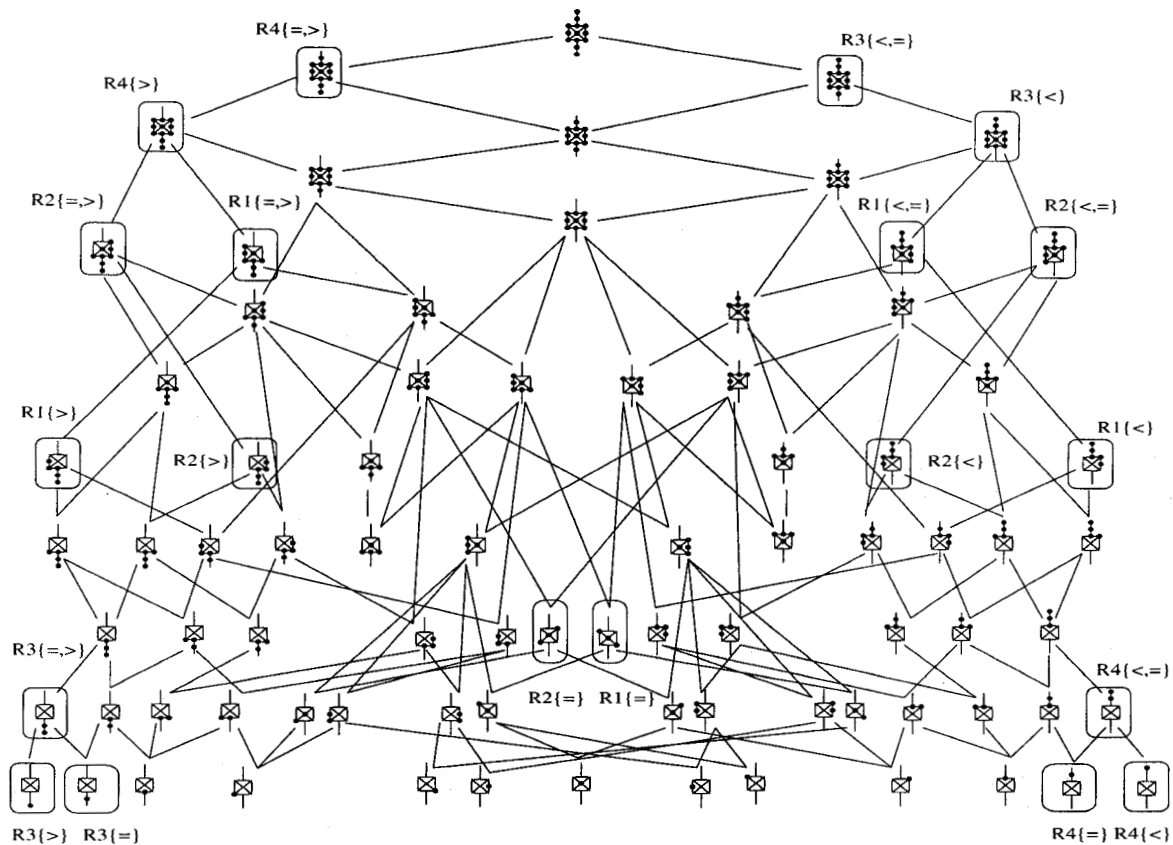 R4{=,>}
R3{<,=}
R4{>}
R3{<}
R2{=,>}
R1{=,>}
R1{<,=}
R2{<,=}
R1{>}
R2{>}
R2{<}
R1{<}
R3{=,>}
R2{=}
R1{=}
R4{<,=}
R3{>}
R3{=}
R4{=}
R4{<}